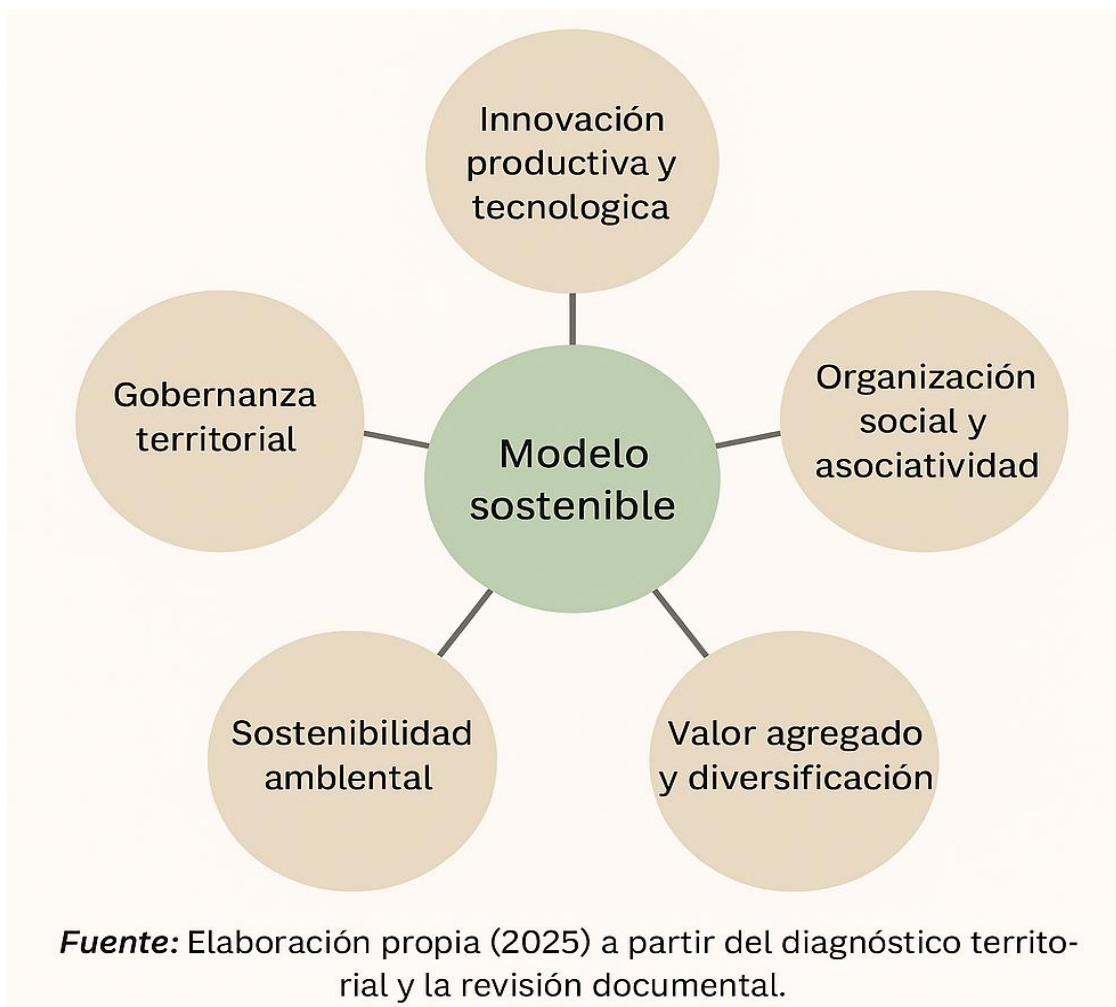 Innovación
productiva y
tecnologica
Gobernanza
territorial
Organización
social y
asociatividad
Modelo
sostenible
Sostenibilidad
amblental
Valor agregado
y diversificación
Fuente: Elaboración propia (2025) a partir del diagnóstico territo-
rial y la revisión documental.